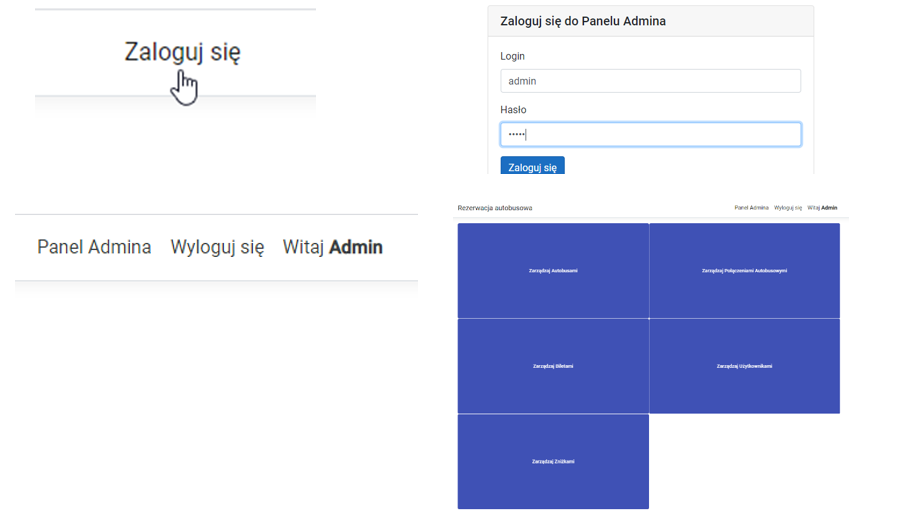 Zaloguj się
Zaloguj się do Panelu Admina
Login
admin
Hasło
•••••
Zaloguj się
Panel Admina Wyloguj się Witaj Admin
Rezerwacja autobusowa
Panel Admina Wyloguj się Witaj Admin
Zarządzaj Autobusami
Zarządzaj Połączeniami Autobusowymi
Zarządzaj Biletami
Zarządzaj Użytkownikami
Zarządzaj Zniżkami